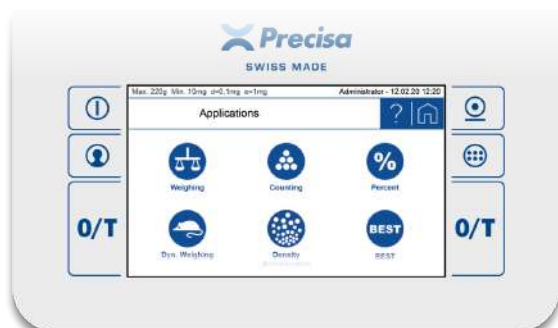 Precisa
SWISS MADE
Max. 220g Min. 10mg d=0.1mg e=1mg Administrator - 12.02.20 12:20
Applications ?
%
Weighing Counting Percent
0/T 0/T
BEST
Dyn. Weighing Density BEST